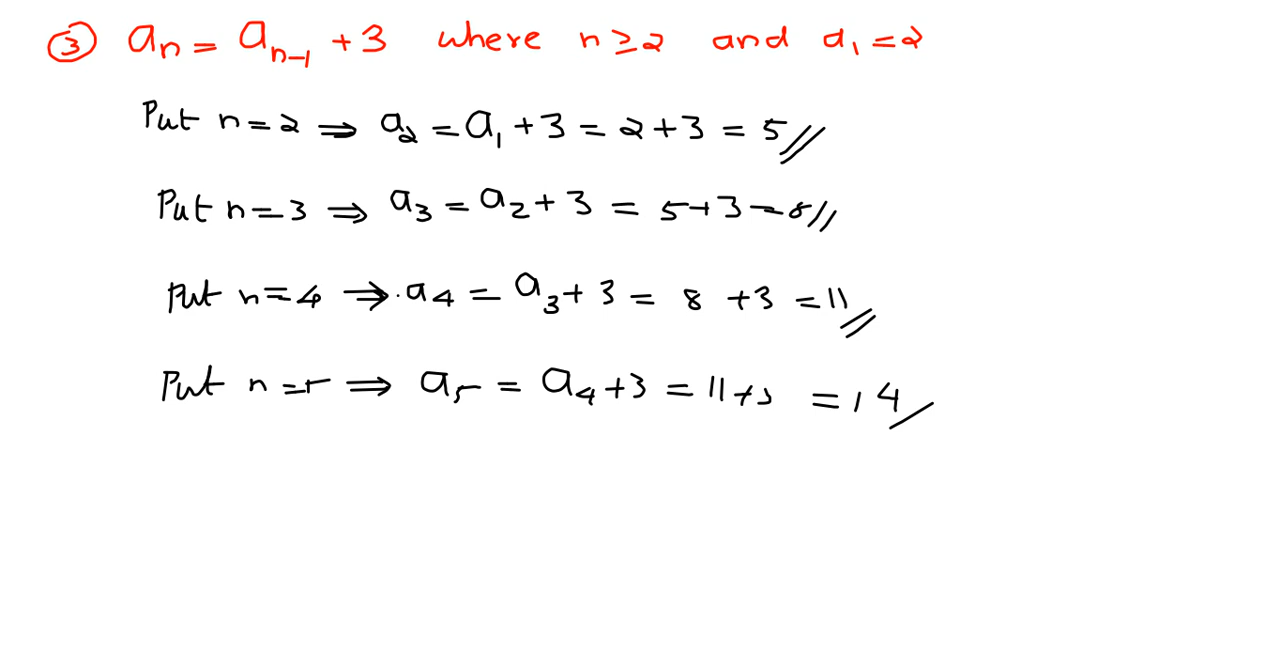 ③ aₙ = aₙ₋₁ + 3 where n ≥ 2 and a₁ = 2
Put n = 2 ⇒ a₂ = a₁ + 3 = 2 + 3 = 5//
Put n = 3 ⇒ a₃ = a₂ + 3 = 5 + 3 = 8//
Put n = 4 ⇒ a₄ = a₃ + 3 = 8 + 3 = 11//
Put n = 5 ⇒ a₅ = a₄ + 3 = 11 + 3 = 14/